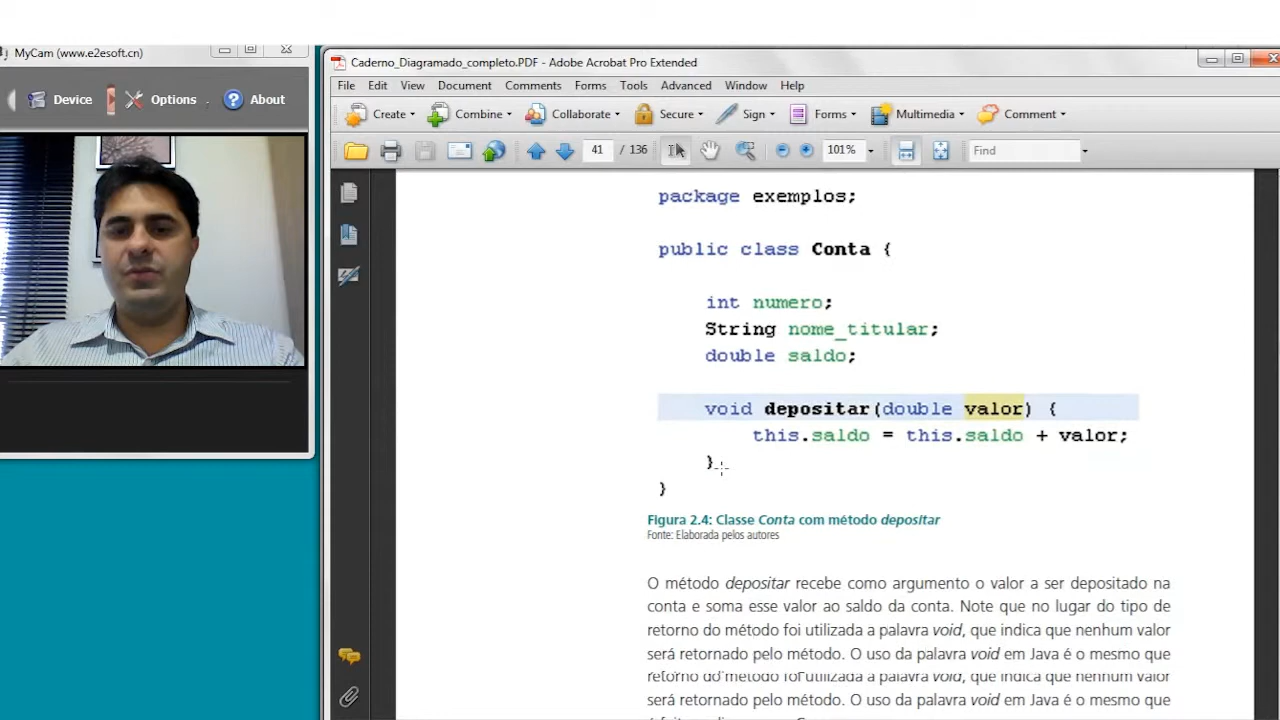 MyCam (www.e2esoft.cn)
Device
Options
About
Caderno_Diagramado_completo.PDF - Adobe Acrobat Pro Extended
File Edit View Document Comments Forms Tools Advanced Window Help
Create Combine Collaborate Secure Sign Forms Multimedia Comment
41 / 136 101% Find
package exemplos;
public class Conta {
int numero;
String nome_titular;
double saldo;
void depositar(double valor) {
this.saldo = this.saldo + valor;
}
}
Figura 2.4: Classe Conta com método depositar
Fonte: Elaborada pelos autores
O método depositar recebe como argumento o valor a ser depositado na
conta e soma esse valor ao saldo da conta. Note que no lugar do tipo de
retorno do método foi utilizada a palavra void, que indica que nenhum valor
será retornado pelo método. O uso da palavra void em Java é o mesmo que
retorno do método foi utilizada a palavra void, que indica que nenhum valor
será retornado pelo método. O uso da palavra void em Java é o mesmo que